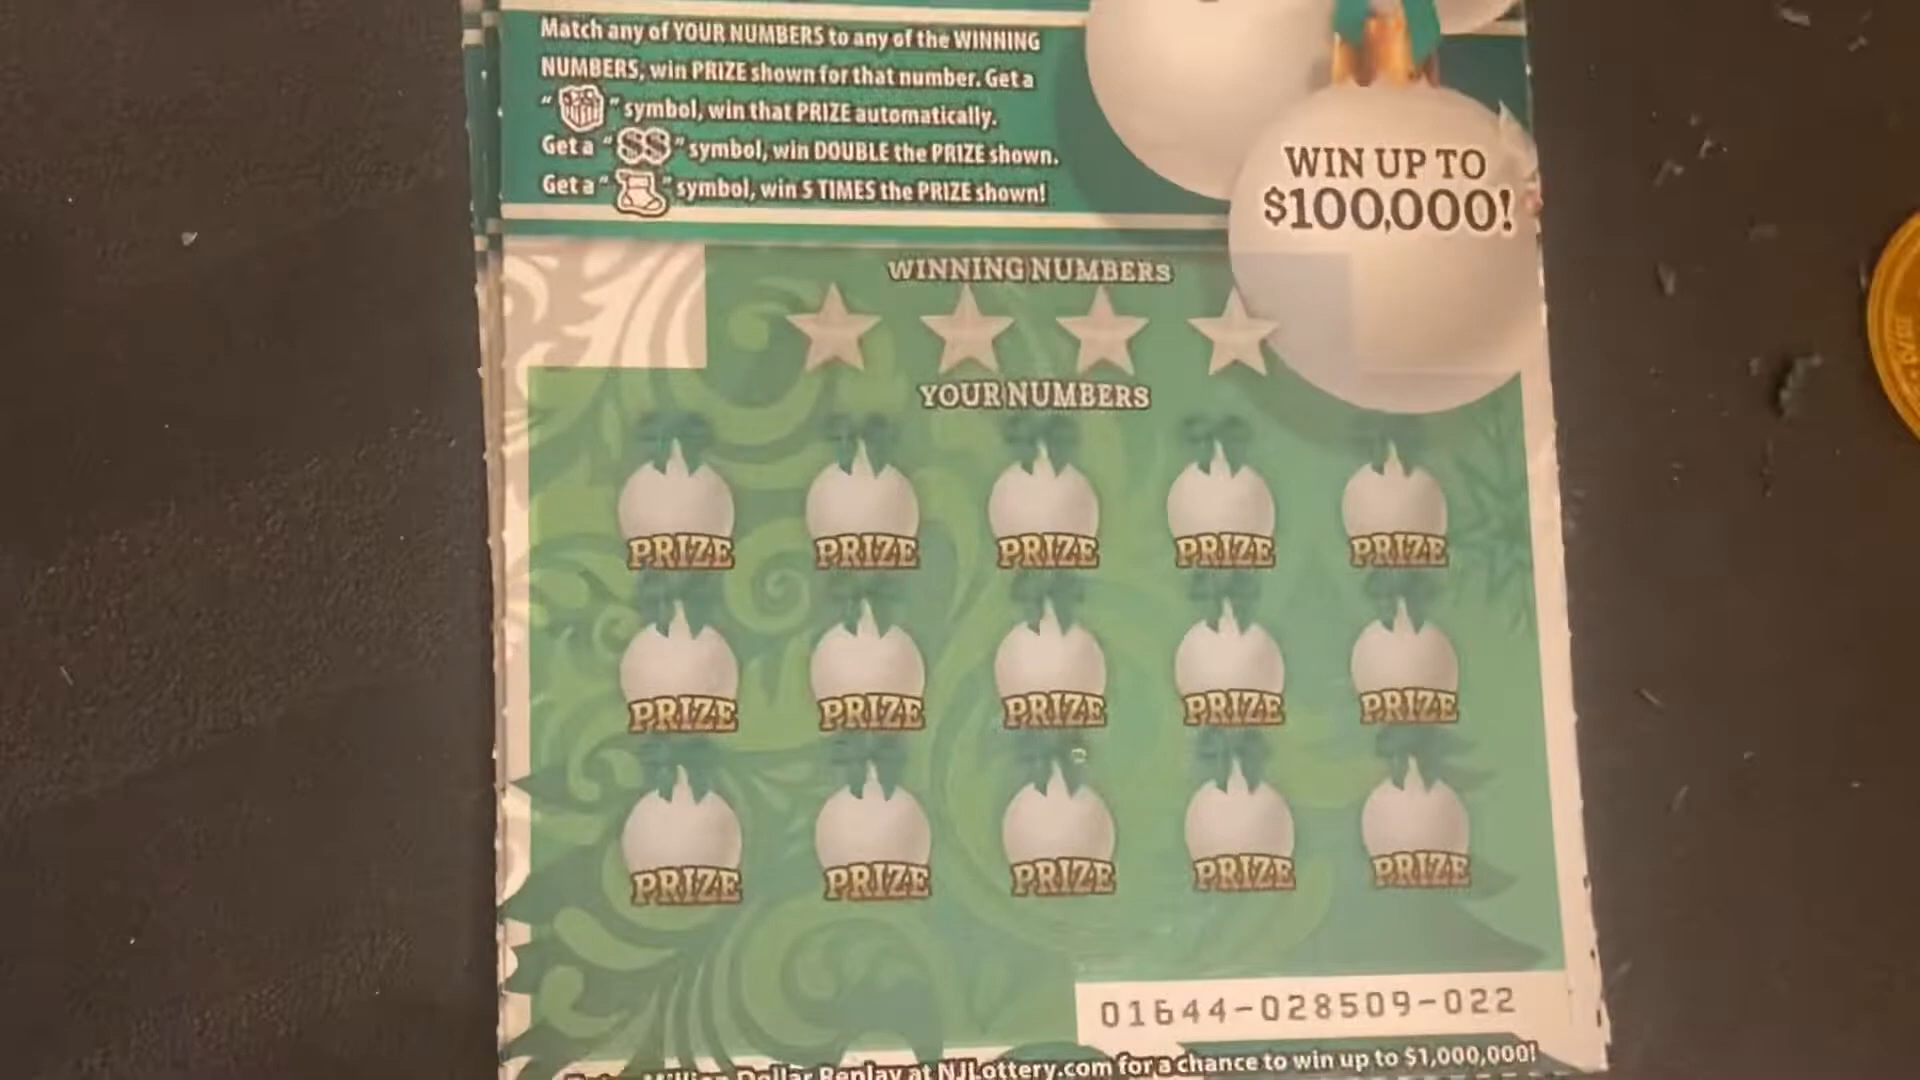 Match any of YOUR NUMBERS to any of the WINNING
NUMBERS, win PRIZE shown for that number. Get a
" " symbol, win that PRIZE automatically.
Get a "$$" symbol, win DOUBLE the PRIZE shown.
Get a " " symbol, win 5 TIMES the PRIZE shown!
WIN UP TO
$100,000!
WINNING NUMBERS
YOUR NUMBERS
PRIZE PRIZE PRIZE PRIZE PRIZE
PRIZE PRIZE PRIZE PRIZE PRIZE
PRIZE PRIZE PRIZE PRIZE PRIZE
01644-028509-022
Million Dollar Replay at NJLottery.com for a chance to win up to $1,000,000!